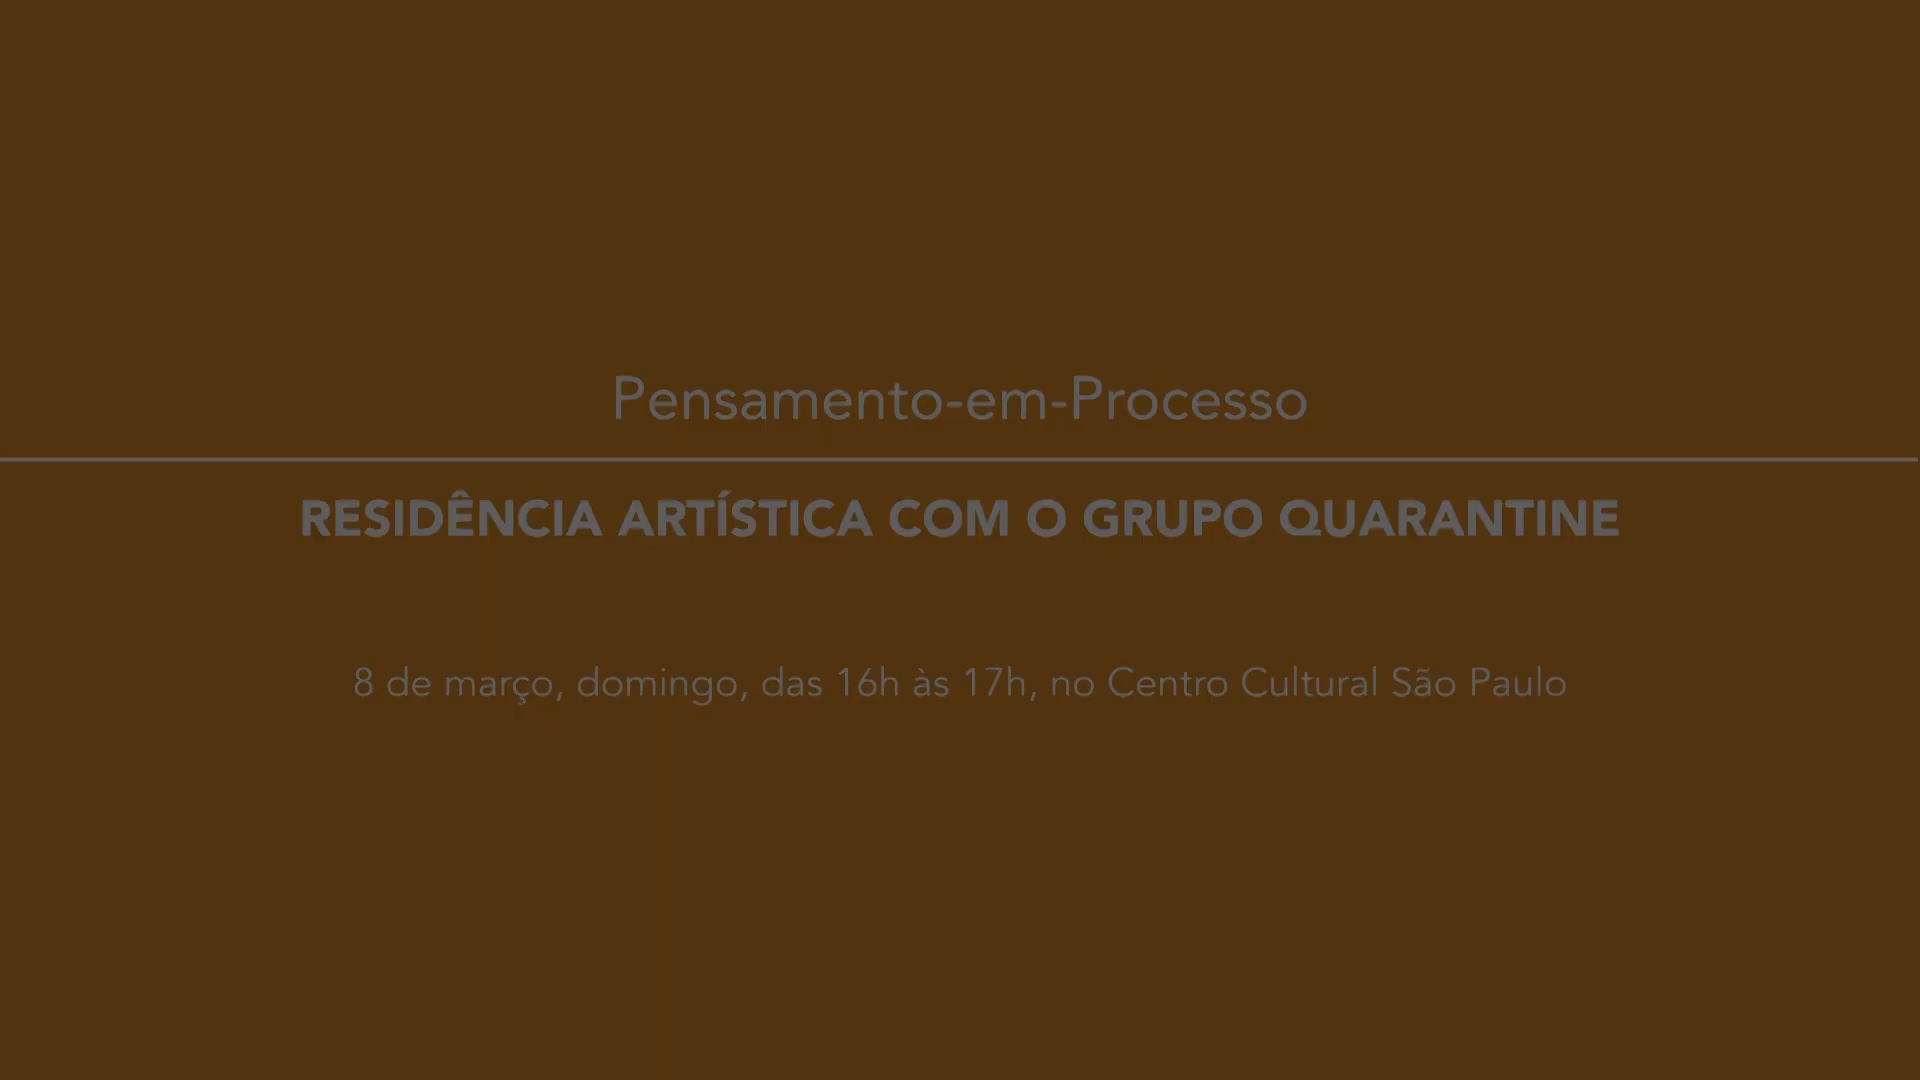 Pensamento-em-Processo
RESIDÊNCIA ARTÍSTICA COM O GRUPO QUARANTINE
8 de março, domingo, das 16h às 17h, no Centro Cultural São Paulo